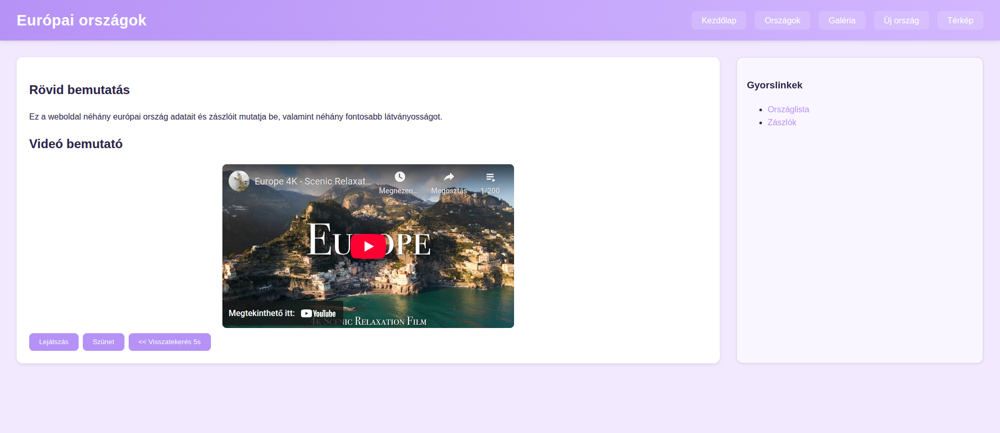 Európai országok
Kezdőlap
Országok
Galéria
Új ország
Térkép
Rövid bemutatás
Ez a weboldal néhány európai ország adatait és zászlóit mutatja be, valamint néhány fontosabb látványosságot.
Videó bemutató
Europe 4K - Scenic Relaxat...
Megnézen...
Megosztás
1/200
Megtekinthető itt:
YouTube
4K Scenic Relaxation Film
Lejátszás
Szünet
<< Visszatekerés 5s
Gyorslinkek
Országlista
Zászlók